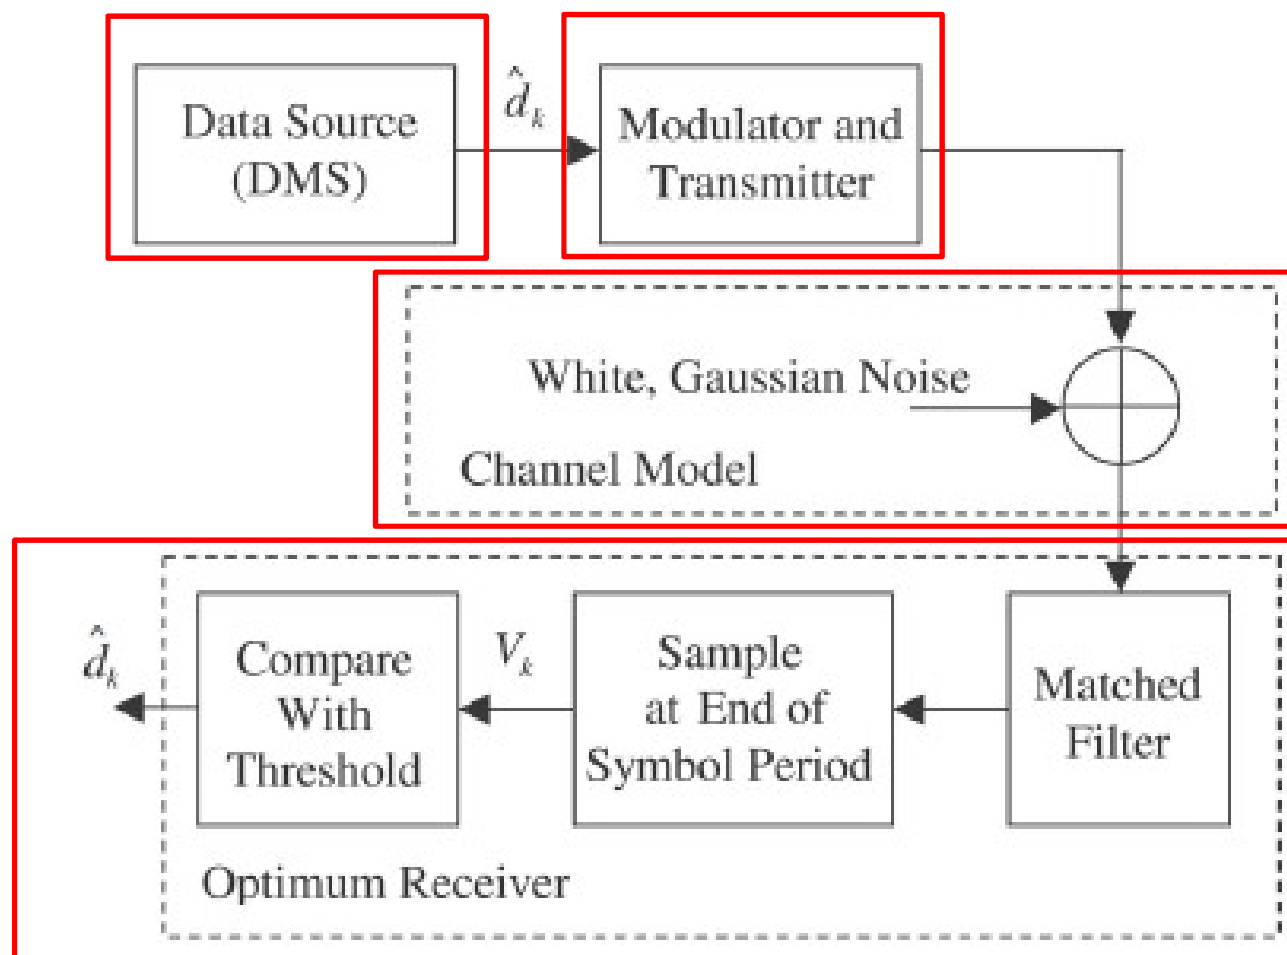 Data Source
(DMS)
d̂ₖ
Modulator and
Transmitter
White, Gaussian Noise
Channel Model
d̂ₖ
Compare
With
Threshold
Vₖ
Sample
at End of
Symbol Period
Matched
Filter
Optimum Receiver